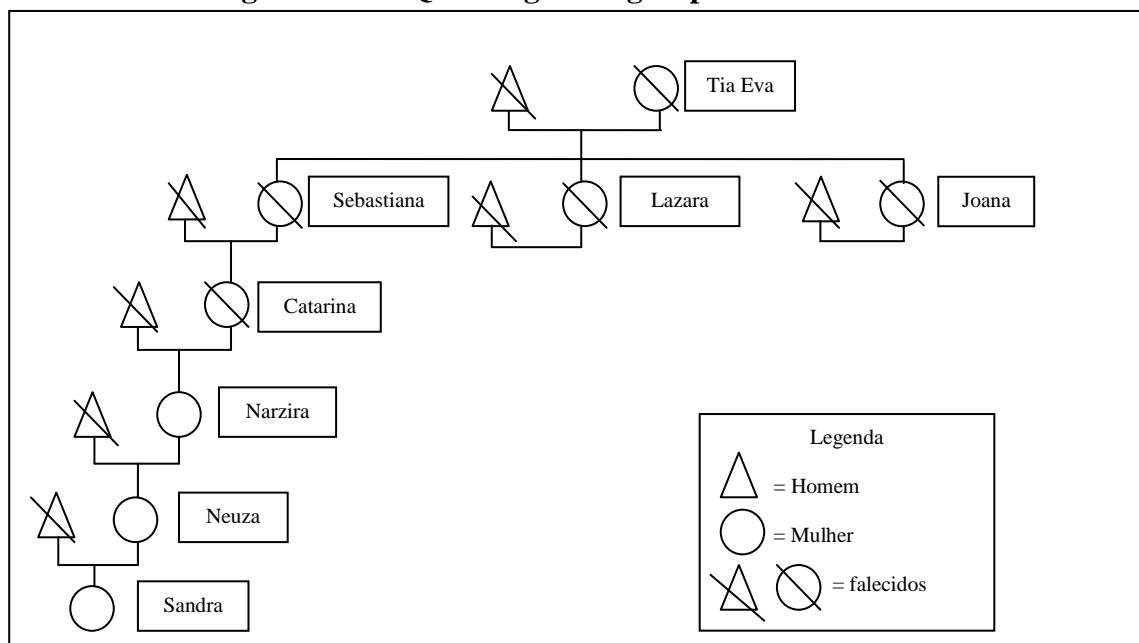 Tia Eva
Sebastiana
Lazara
Joana
Catarina
Narzira
Neuza
Sandra
Legenda
= Homem
= Mulher
= falecidos